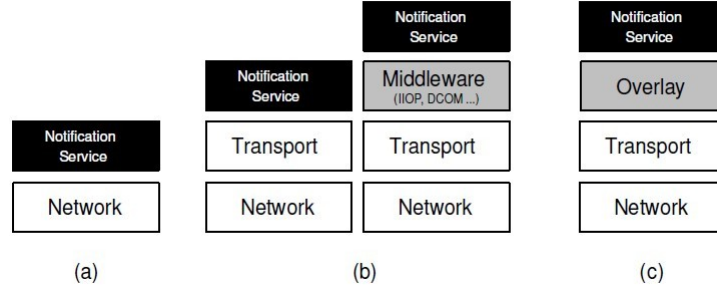 Notification
Service
Network
(a)
Notification
Service
Transport
Network
Notification
Service
Middleware
(IIOP, DCOM ...)
Transport
Network
(b)
Notification
Service
Overlay
Transport
Network
(c)